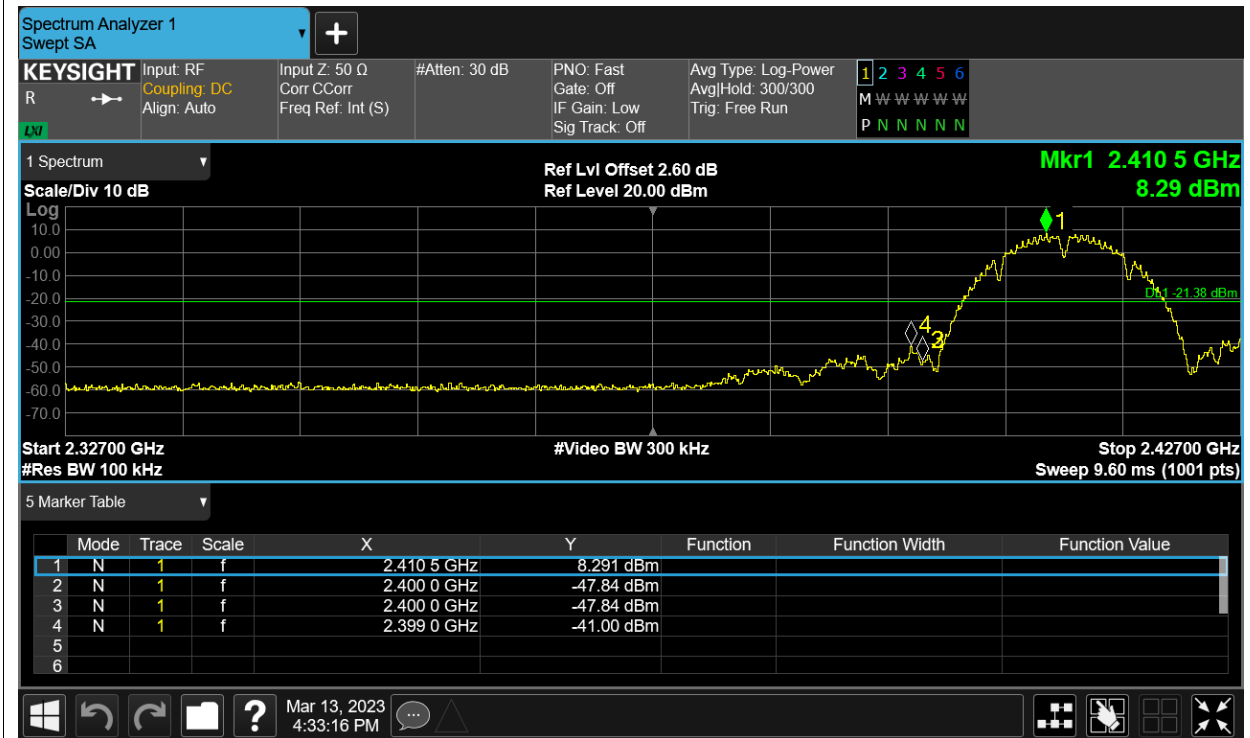 Spectrum Analyzer 1
Swept SA
KEYSIGHT
R
LXI
Input: RF
Coupling: DC
Align: Auto
Input Z: 50 Ω
Corr CCorr
Freq Ref: Int (S)
#Atten: 30 dB
PNO: Fast
Gate: Off
IF Gain: Low
Sig Track: Off
Avg Type: Log-Power
Avg|Hold: 300/300
Trig: Free Run
1 2 3 4 5 6
M W W W W W
P N N N N N
1 Spectrum
Scale/Div 10 dB
Ref Lvl Offset 2.60 dB
Ref Level 20.00 dBm
Mkr1 2.410 5 GHz
8.29 dBm
Log
10.0
0.00
-10.0
-20.0
-30.0
-40.0
-50.0
-60.0
-70.0
1
4
-21.38 dBm
Start 2.32700 GHz
#Res BW 100 kHz
#Video BW 300 kHz
Stop 2.42700 GHz
Sweep 9.60 ms (1001 pts)
5 Marker Table
Mode Trace Scale X Y Function Function Width Function Value
1 N 1 f 2.410 5 GHz 8.291 dBm
2 N 1 f 2.400 0 GHz -47.84 dBm
3 N 1 f 2.400 0 GHz -47.84 dBm
4 N 1 f 2.399 0 GHz -41.00 dBm
5
6
?
Mar 13, 2023
4:33:16 PM